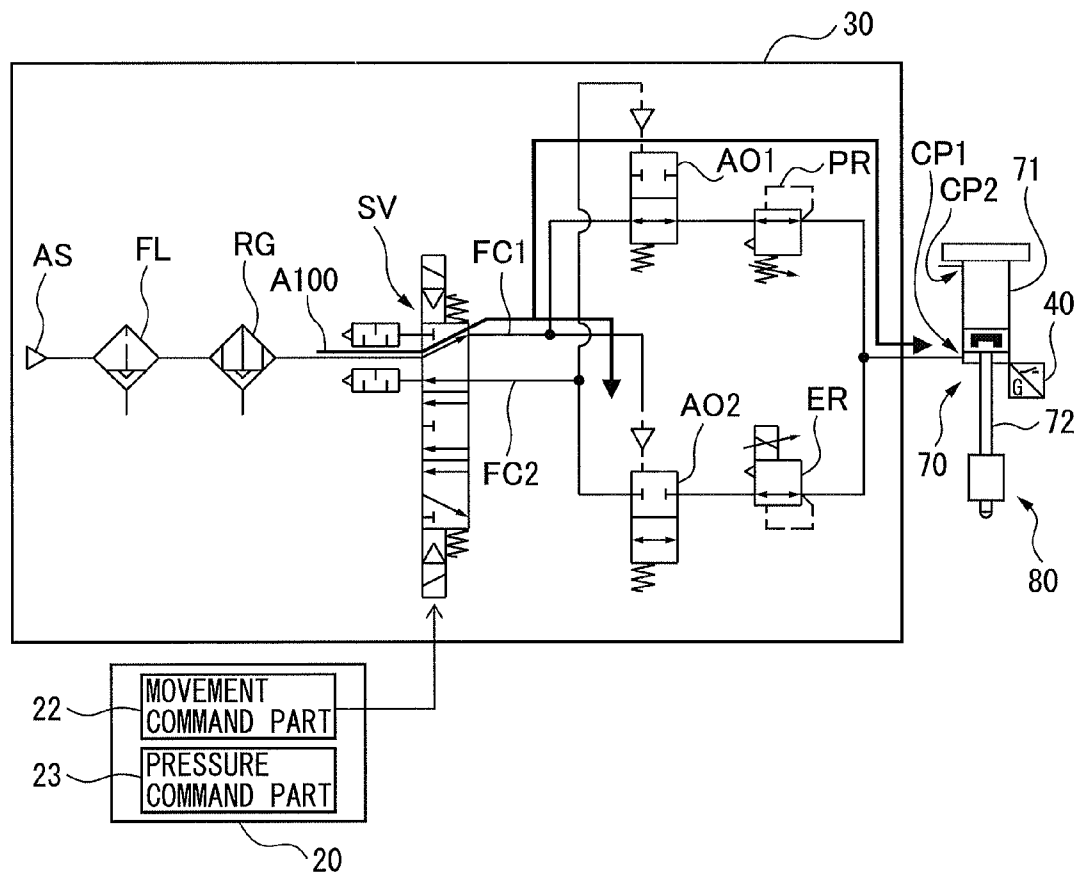 30
AO1
PR
CP1
CP2
71
SV
FC1
AS
FL
RG
A100
40
G
AO2
ER
72
FC2
70
80
22
MOVEMENT
COMMAND PART
23
PRESSURE
COMMAND PART
20